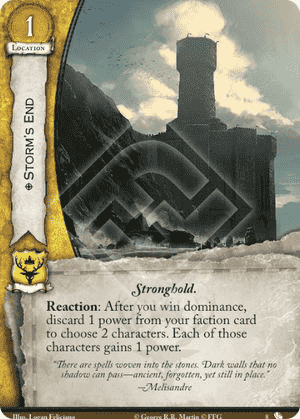 1
LOCATION
STORM'S END
Stronghold.
Reaction: After you win dominance,
discard 1 power from your faction card
to choose 2 characters. Each of those
characters gains 1 power.
"There are spells woven into the stones. Dark walls that no
shadow can pass—ancient, forgotten, yet still in place."
—Melisandre
Illus. Logan Feliciano
© George R.R. Martin © FFG
8